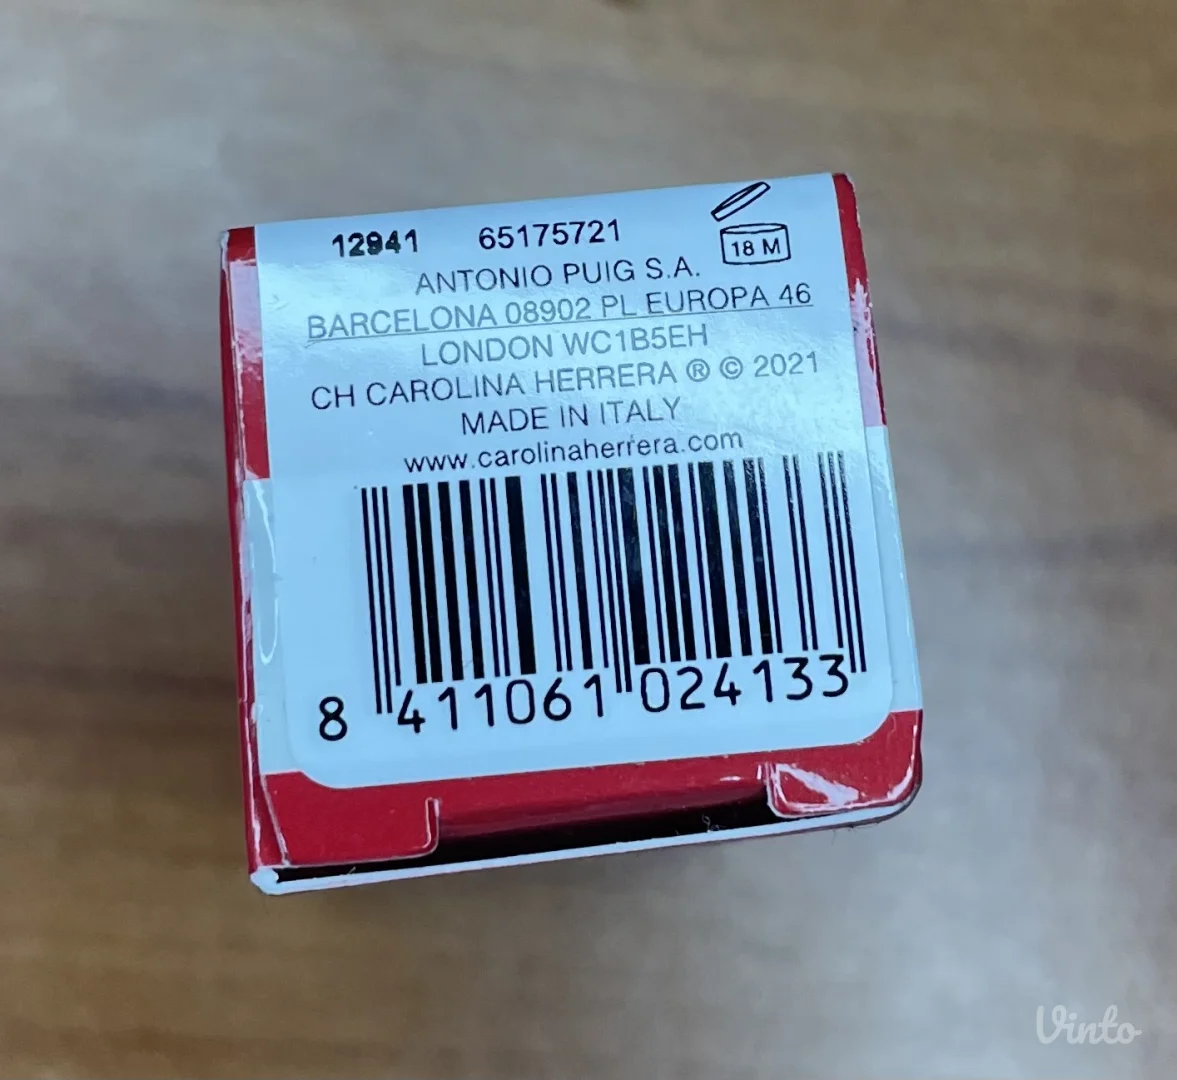 12941 65175721
18 M
ANTONIO PUIG S.A.
BARCELONA 08902 PL EUROPA 46
LONDON WC1B5EH
CH CAROLINA HERRERA ® © 2021
MADE IN ITALY
www.carolinaherrera.com
8 411061 024133
Vinto